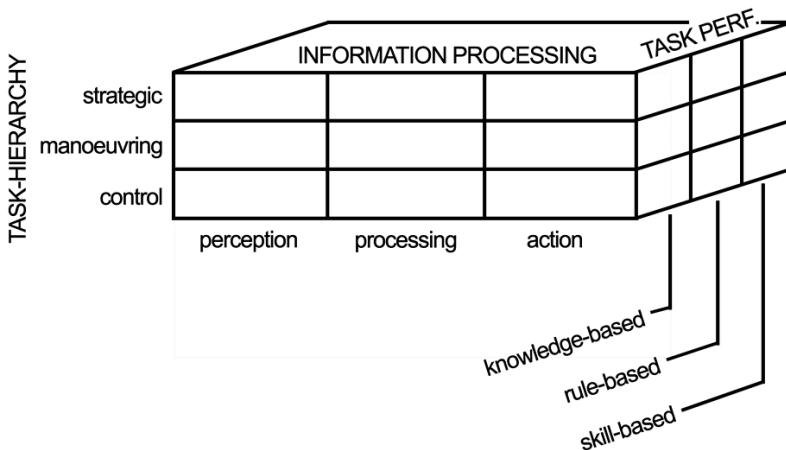 TASK PERF.
INFORMATION PROCESSING
TASK-HIERARCHY
strategic
manoeuvring
control
perception
processing
action
knowledge-based
rule-based
skill-based